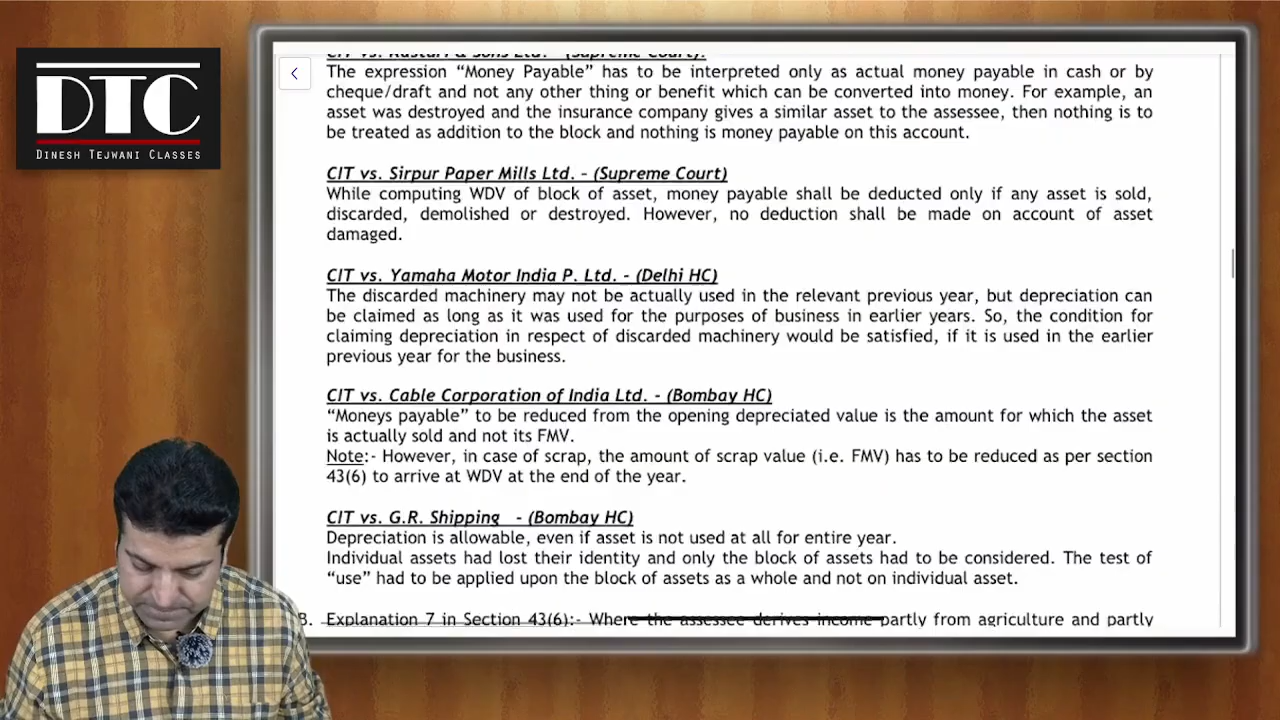 DTC
DINESH TEJWANI CLASSES
CIT vs. Kasturi & Sons Ltd. - (Supreme Court).
The expression “Money Payable” has to be interpreted only as actual money payable in cash or by
cheque/draft and not any other thing or benefit which can be converted into money. For example, an
asset was destroyed and the insurance company gives a similar asset to the assessee, then nothing is to
be treated as addition to the block and nothing is money payable on this account.
CIT vs. Sirpur Paper Mills Ltd. - (Supreme Court)
While computing WDV of block of asset, money payable shall be deducted only if any asset is sold,
discarded, demolished or destroyed. However, no deduction shall be made on account of asset
damaged.
CIT vs. Yamaha Motor India P. Ltd. - (Delhi HC)
The discarded machinery may not be actually used in the relevant previous year, but depreciation can
be claimed as long as it was used for the purposes of business in earlier years. So, the condition for
claiming depreciation in respect of discarded machinery would be satisfied, if it is used in the earlier
previous year for the business.
CIT vs. Cable Corporation of India Ltd. - (Bombay HC)
“Moneys payable” to be reduced from the opening depreciated value is the amount for which the asset
is actually sold and not its FMV.
Note:- However, in case of scrap, the amount of scrap value (i.e. FMV) has to be reduced as per section
43(6) to arrive at WDV at the end of the year.
CIT vs. G.R. Shipping - (Bombay HC)
Depreciation is allowable, even if asset is not used at all for entire year.
Individual assets had lost their identity and only the block of assets had to be considered. The test of
“use” had to be applied upon the block of assets as a whole and not on individual asset.
3. Explanation 7 in Section 43(6):- Where the assessee derives income partly from agriculture and partly